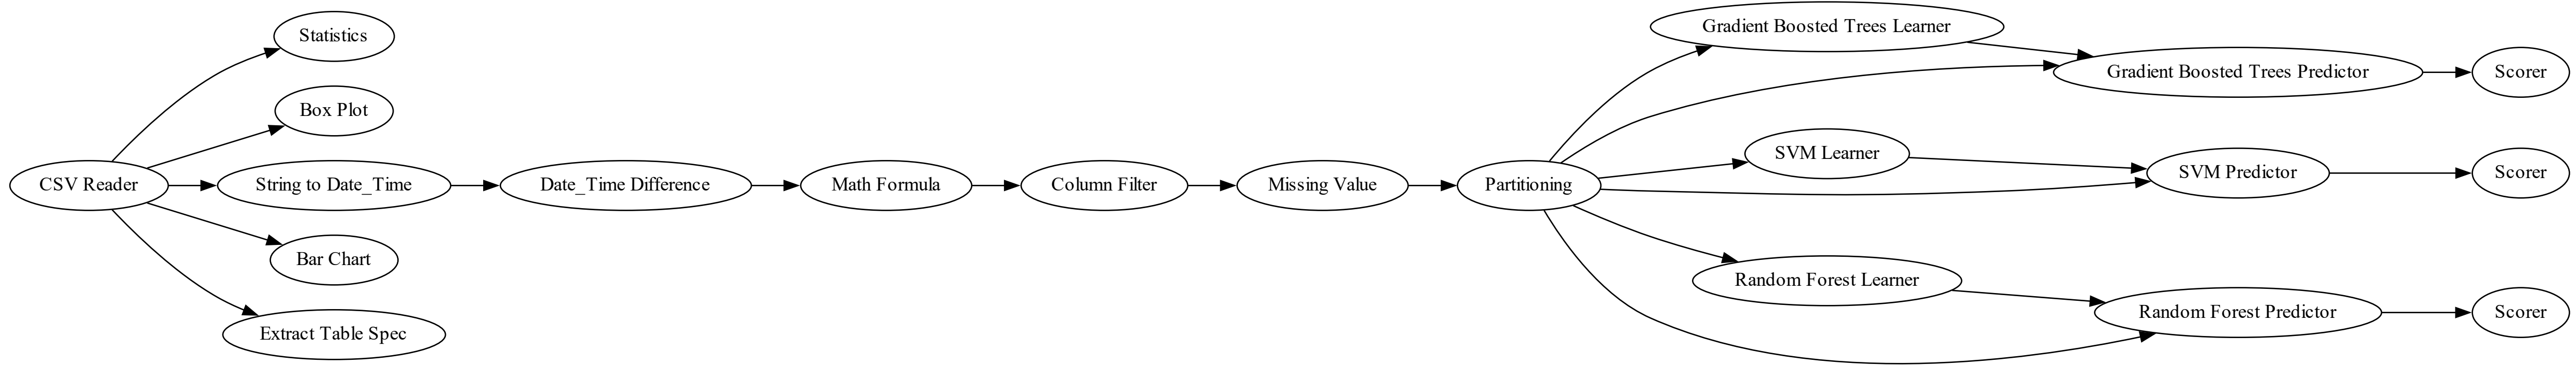 CSV Reader
Statistics
Box Plot
String to Date_Time
Bar Chart
Extract Table Spec
Date_Time Difference
Math Formula
Column Filter
Missing Value
Partitioning
Gradient Boosted Trees Learner
SVM Learner
Random Forest Learner
Gradient Boosted Trees Predictor
SVM Predictor
Random Forest Predictor
Scorer
Scorer
Scorer